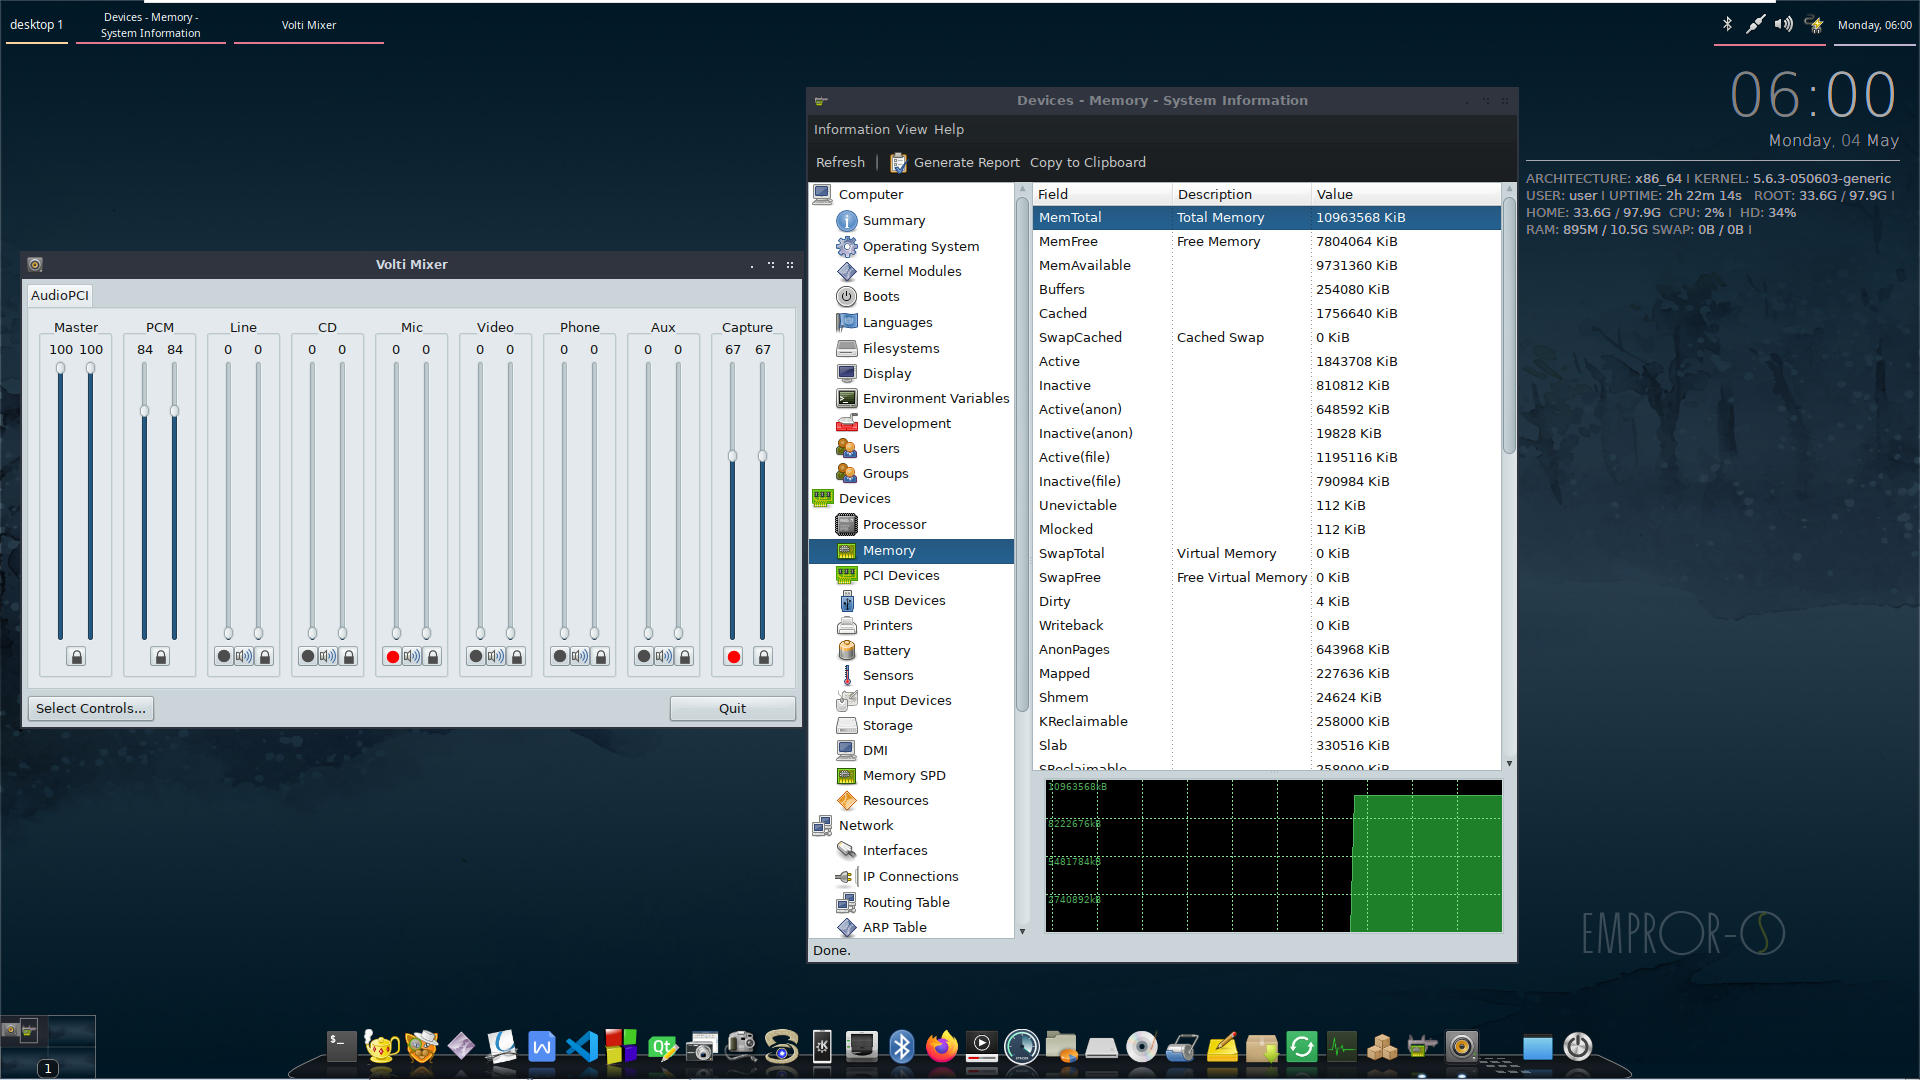 desktop 1
Devices - Memory -
System Information
Volti Mixer
Monday, 06:00
06:00
Monday, 04 May
ARCHITECTURE: x86_64 | KERNEL: 5.6.3-050603-generic
USER: user | UPTIME: 2h 22m 14s ROOT: 33.6G / 97.9G |
HOME: 33.6G / 97.9G CPU: 2% | HD: 34%
RAM: 895M / 10.5G SWAP: 0B / 0B |
Volti Mixer
AudioPCI
Master PCM Line CD Mic Video Phone Aux Capture
100 100 84 84 0 0 0 0 0 0 0 0 0 0 0 0 67 67
Select Controls...
Quit
Devices - Memory - System Information
Information View Help
Refresh Generate Report Copy to Clipboard
Computer
Summary
Operating System
Kernel Modules
Boots
Languages
Filesystems
Display
Environment Variables
Development
Users
Groups
Devices
Processor
Memory
PCI Devices
USB Devices
Printers
Battery
Sensors
Input Devices
Storage
DMI
Memory SPD
Resources
Network
Interfaces
IP Connections
Routing Table
ARP Table
Field Description Value
MemTotal Total Memory 10963568 KiB
MemFree Free Memory 7804064 KiB
MemAvailable 9731360 KiB
Buffers 254080 KiB
Cached 1756640 KiB
SwapCached Cached Swap 0 KiB
Active 1843708 KiB
Inactive 810812 KiB
Active(anon) 648592 KiB
Inactive(anon) 19828 KiB
Active(file) 1195116 KiB
Inactive(file) 790984 KiB
Unevictable 112 KiB
Mlocked 112 KiB
SwapTotal Virtual Memory 0 KiB
SwapFree Free Virtual Memory 0 KiB
Dirty 4 KiB
Writeback 0 KiB
AnonPages 643968 KiB
Mapped 227636 KiB
Shmem 24624 KiB
KReclaimable 258000 KiB
Slab 330516 KiB
SReclaimable 258000 KiB
10963568kB
8222676kB
5481784kB
2740892kB
Done.
EMPROR-OS
1
$_
W
Qt